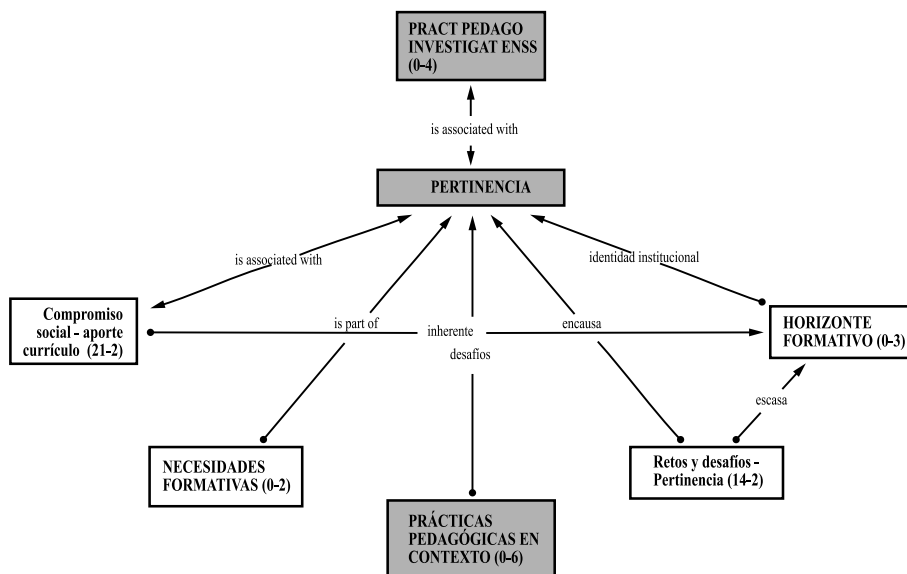 PRACT PEDAGO
INVESTIGAT ENSS
(0-4)
is associated with
PERTINENCIA
is associated with
identidad institucional
Compromiso
social - aporte
currículo (21-2)
is part of
inherente
encausa
desafíos
HORIZONTE
FORMATIVO (0-3)
escasa
NECESIDADES
FORMATIVAS (0-2)
Retos y desafíos -
Pertinencia (14-2)
PRÁCTICAS
PEDAGÓGICAS EN
CONTEXTO (0-6)